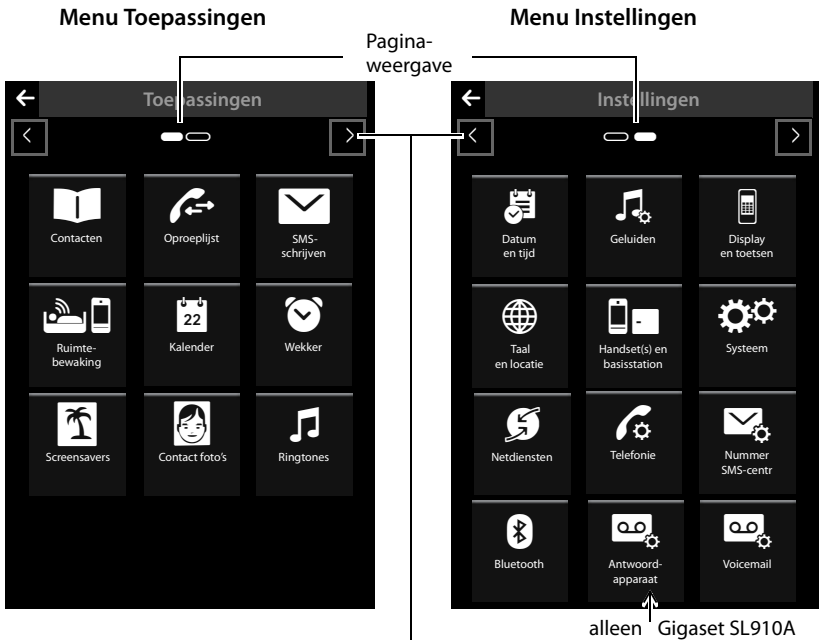 Menu Toepassingen
Menu Instellingen
Pagina-
weergave
Toepassingen
Contacten
Oproeplijst
SMS-
schrijven
Ruimte-
bewaking
22
Kalender
Wekker
Screensavers
Contact foto's
Ringtones
Instellingen
Datum
en tijd
Geluiden
Display
en toetsen
Taal
en locatie
Handset(s) en
basisstation
Systeem
Netdiensten
Telefonie
Nummer
SMS-centr
Bluetooth
Antwoord-
apparaat
Voicemail
alleen Gigaset SL910A